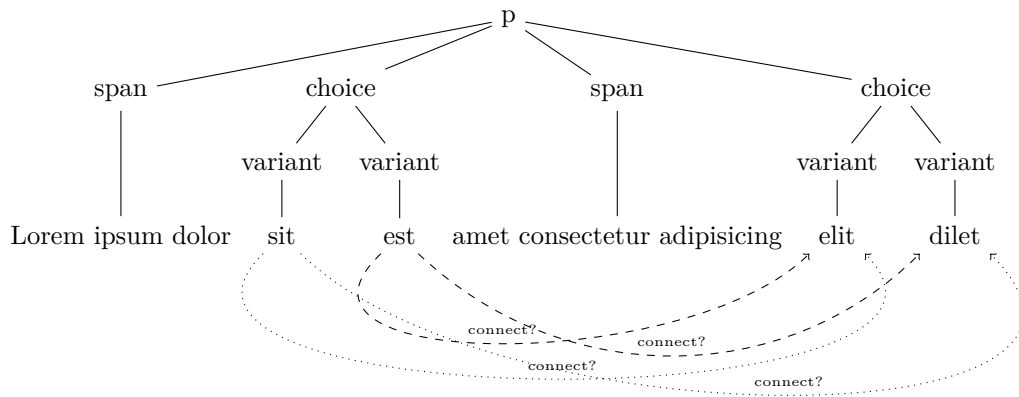 p
span choice span choice
variant variant variant variant
Lorem ipsum dolor sit est amet consectetur adipisicing elit dilet
connect?
connect?
connect?
connect?